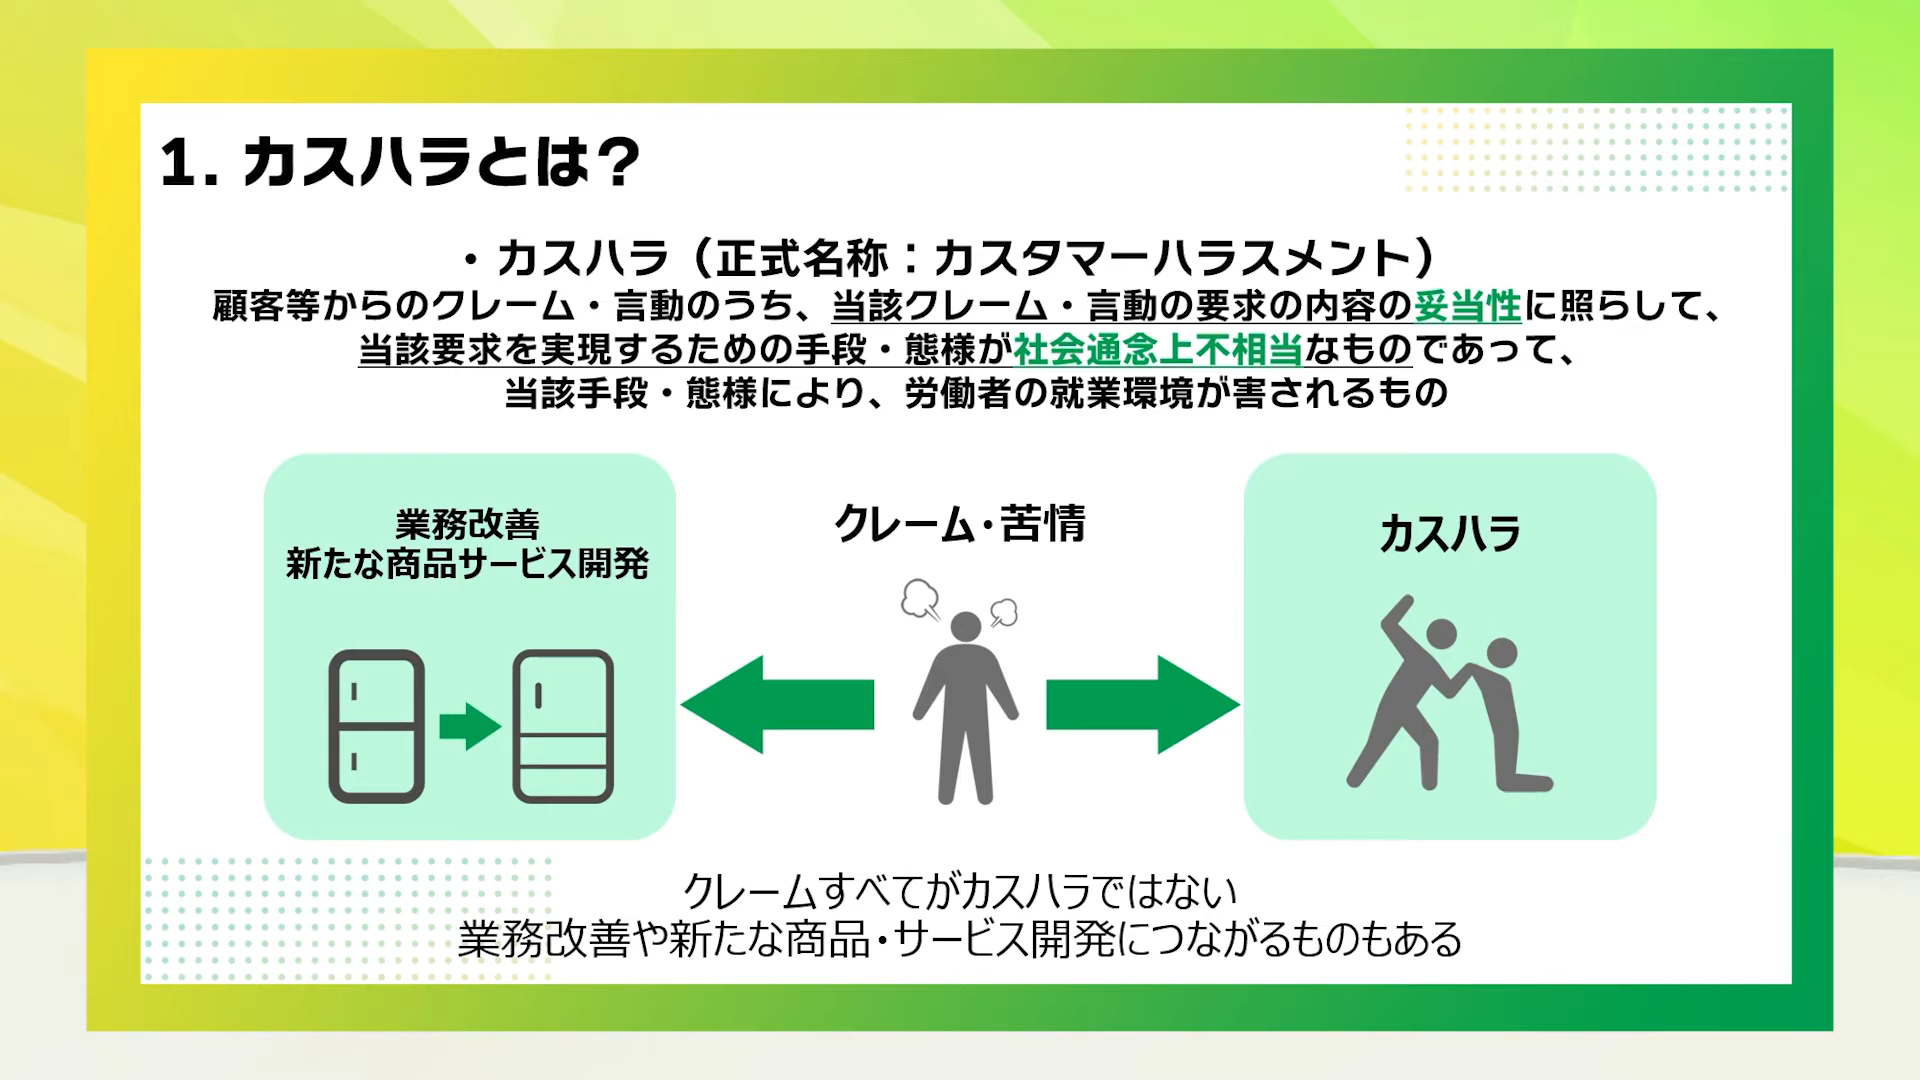 1. カスハラとは？
・カスハラ（正式名称：カスタマーハラスメント）
顧客等からのクレーム・言動のうち、当該クレーム・言動の要求の内容の妥当性に照らして、
当該要求を実現するための手段・態様が社会通念上不相当なものであって、
当該手段・態様により、労働者の就業環境が害されるもの
業務改善
新たな商品サービス開発
クレーム・苦情
カスハラ
クレームすべてがカスハラではない
業務改善や新たな商品・サービス開発につながるものもある